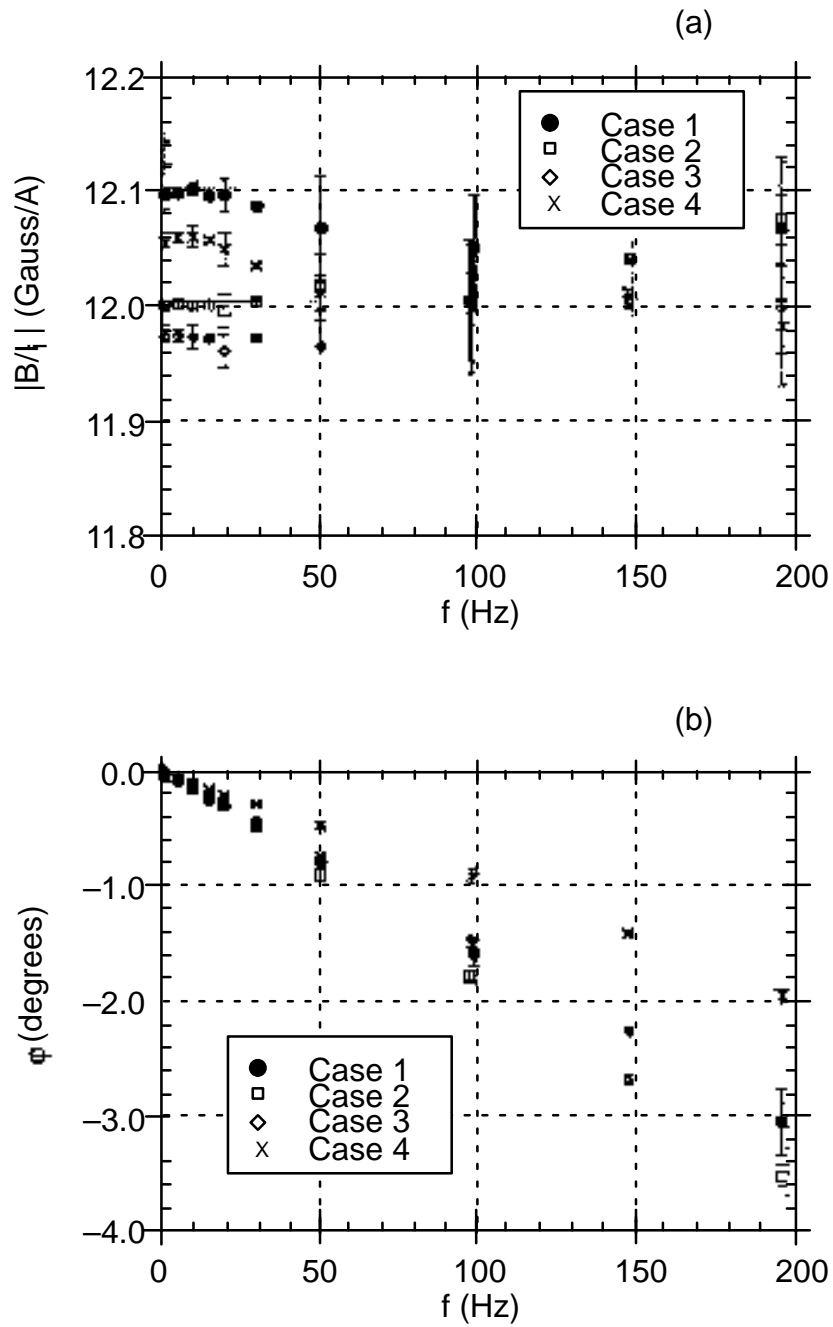 (a)
12.2
12.1
12.0
11.9
11.8
|B/I| (Gauss/A)
Case 1
Case 2
Case 3
Case 4
0 50 100 150 200
f (Hz)
(b)
0.0
–1.0
–2.0
–3.0
–4.0
φ (degrees)
Case 1
Case 2
Case 3
Case 4
0 50 100 150 200
f (Hz)